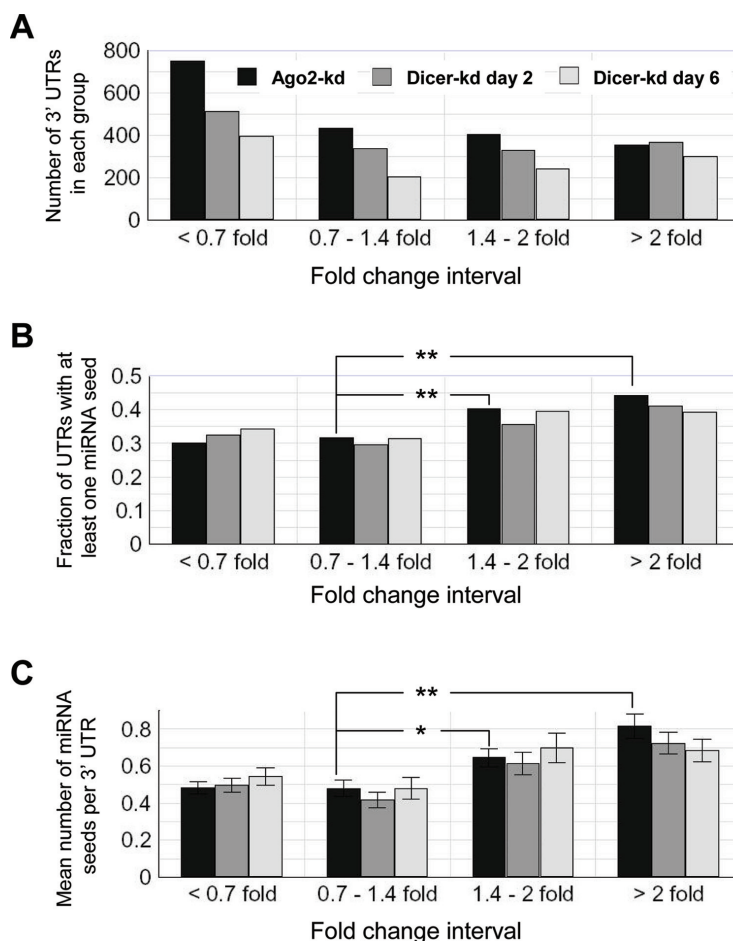 A
800
600
400
200
0
Number of 3' UTRs
in each group
Ago2-kd Dicer-kd day 2 Dicer-kd day 6
< 0.7 fold 0.7 - 1.4 fold 1.4 - 2 fold > 2 fold
Fold change interval
B
**
**
0.5
0.4
0.3
0.2
0.1
0
Fraction of UTRs with at
least one miRNA seed
< 0.7 fold 0.7 - 1.4 fold 1.4 - 2 fold > 2 fold
Fold change interval
C
**
*
0.8
0.6
0.4
0.2
0
Mean number of miRNA
seeds per 3' UTR
< 0.7 fold 0.7 - 1.4 fold 1.4 - 2 fold > 2 fold
Fold change interval